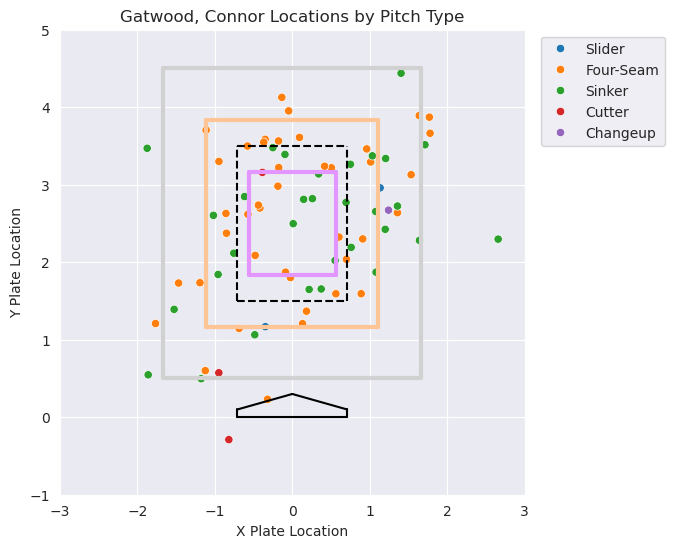 Gatwood, Connor Locations by Pitch Type
Slider
Four-Seam
Sinker
Cutter
Changeup
Y Plate Location
5
4
3
2
1
0
−1
−3
−2
−1
0
1
2
3
X Plate Location